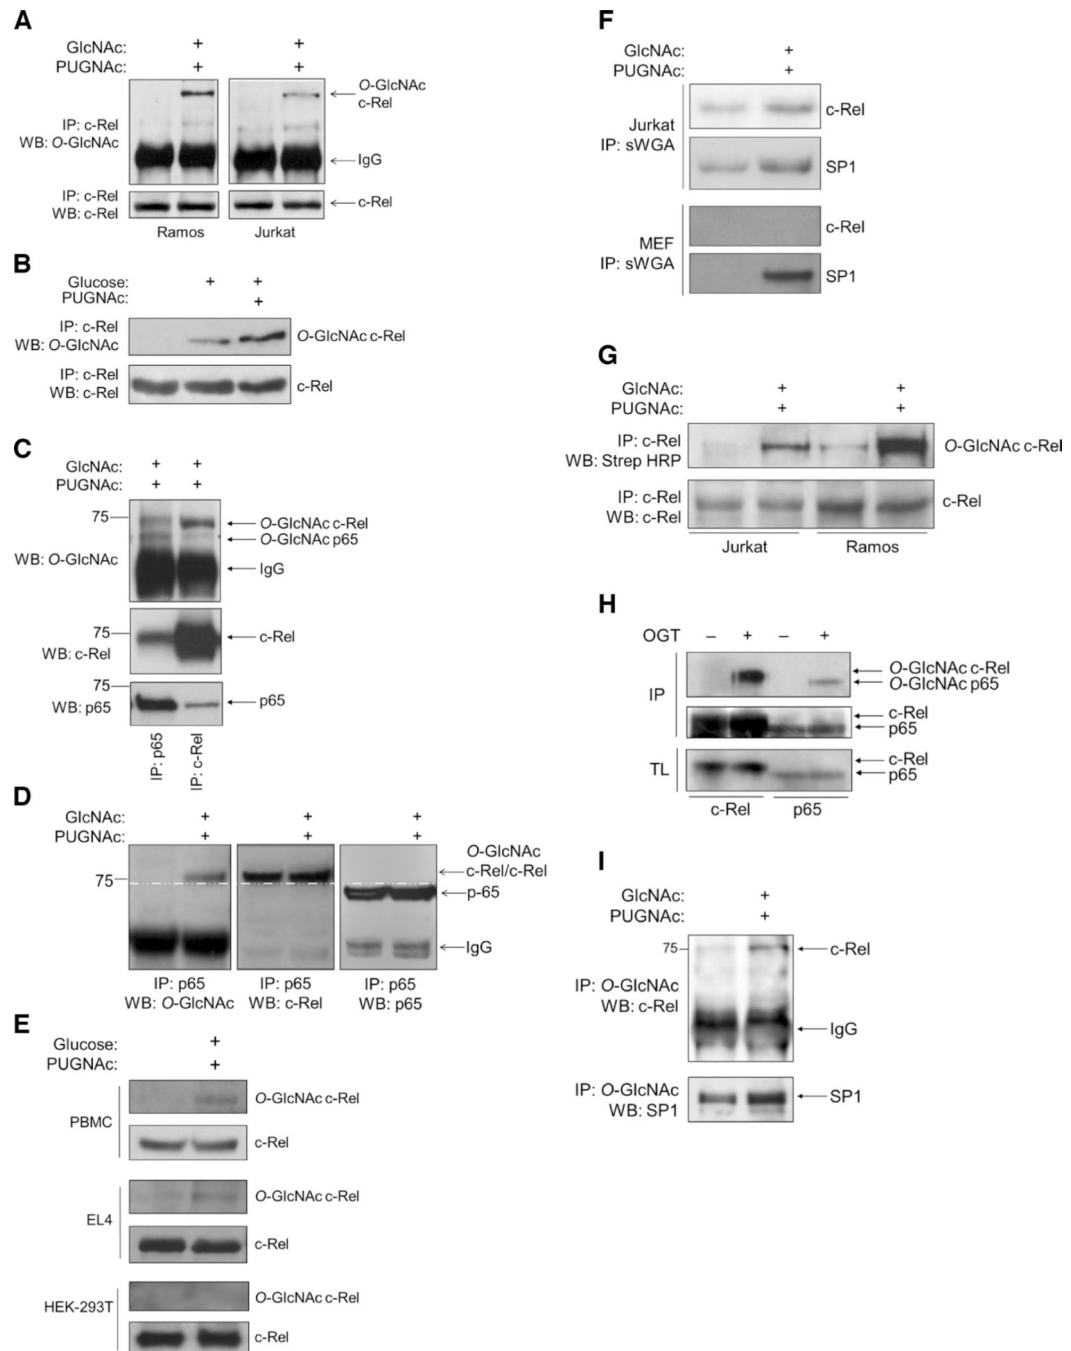 A
GlcNAc: +  +
PUGNAc: +  +
O-GlcNAc
c-Rel
IP: c-Rel
WB: O-GlcNAc
IgG
IP: c-Rel
WB: c-Rel
c-Rel
Ramos Jurkat
B
Glucose: + +
PUGNAc: +
IP: c-Rel
WB: O-GlcNAc
O-GlcNAc c-Rel
IP: c-Rel
WB: c-Rel
c-Rel
C
GlcNAc: + +
PUGNAc: + +
75
O-GlcNAc c-Rel
O-GlcNAc p65
WB: O-GlcNAc
IgG
75
c-Rel
WB: c-Rel
75
WB: p65
p65
IP: p65
IP: c-Rel
D
GlcNAc: + + +
PUGNAc: + + +
O-GlcNAc
c-Rel/c-Rel
75
p-65
IgG
IP: p65 IP: p65 IP: p65
WB: O-GlcNAc WB: c-Rel WB: p65
E
Glucose: +
PUGNAc: +
O-GlcNAc c-Rel
PBMC
c-Rel
O-GlcNAc c-Rel
EL4
c-Rel
O-GlcNAc c-Rel
HEK-293T
c-Rel
F
GlcNAc: +
PUGNAc: +
c-Rel
Jurkat
IP: sWGA
SP1
c-Rel
MEF
IP: sWGA
SP1
G
GlcNAc: + +
PUGNAc: + +
IP: c-Rel
WB: Strep HRP
O-GlcNAc c-Rel
IP: c-Rel
WB: c-Rel
c-Rel
Jurkat Ramos
H
OGT – + – +
O-GlcNAc c-Rel
O-GlcNAc p65
IP
c-Rel
p65
c-Rel
TL
p65
c-Rel p65
I
GlcNAc: +
PUGNAc: +
75
c-Rel
IP: O-GlcNAc
WB: c-Rel
IgG
IP: O-GlcNAc
WB: SP1
SP1